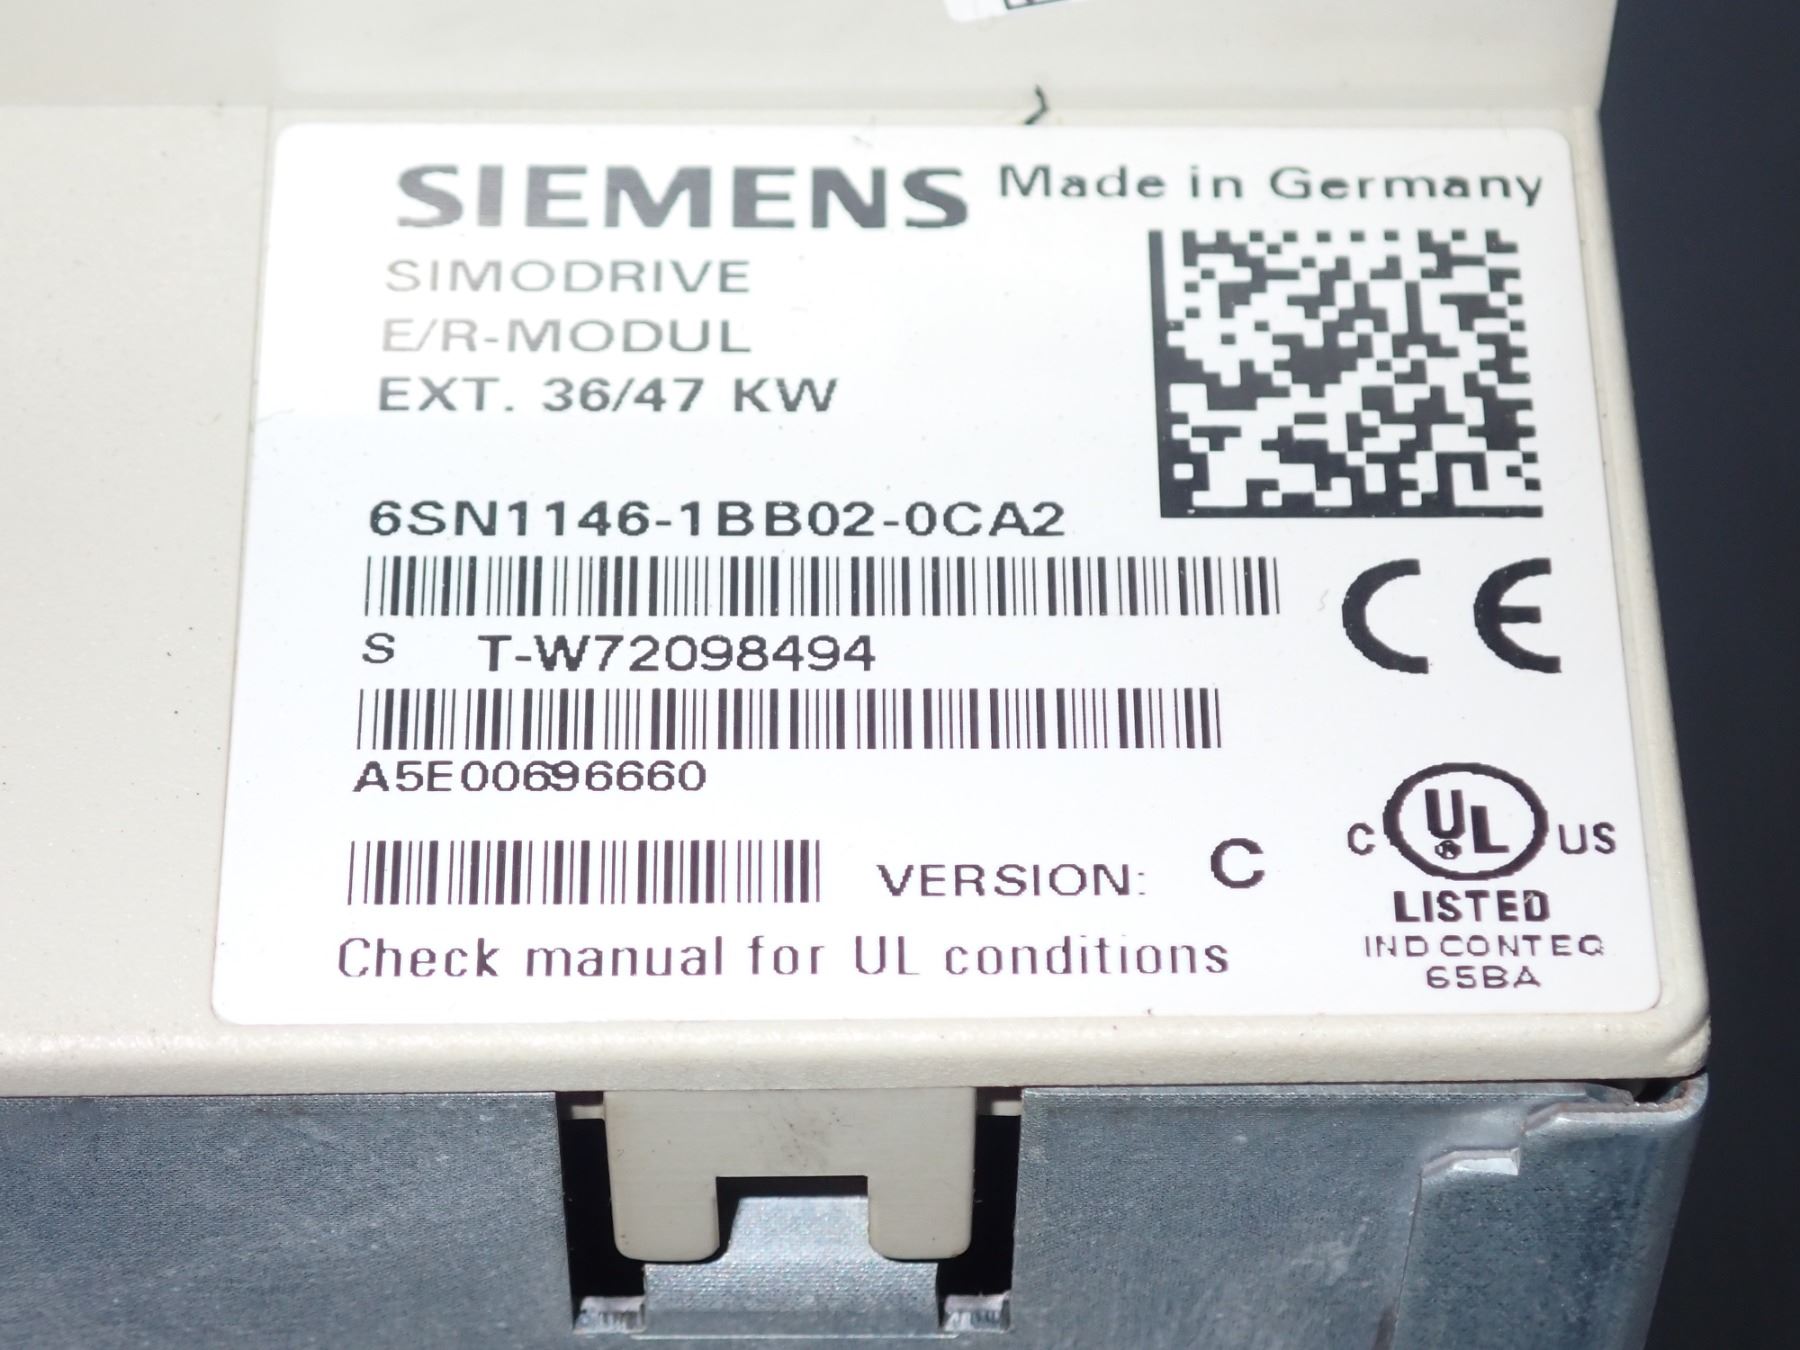 SIEMENS Made in Germany
SIMODRIVE
E/R-MODUL
EXT. 36/47 KW
6SN1146-1BB02-0CA2
S T-W72098494
A5E00696660
VERSION: C
Check manual for UL conditions
CE
C UL US
LISTED
IND CONT EQ
65BA